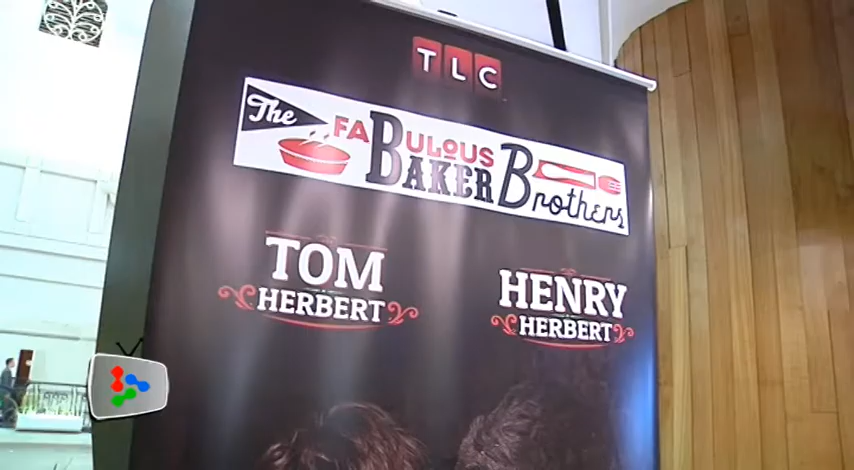 TLC
The FABULOUS BAKER BROTHERS
TOM
HERBERT
HENRY
HERBERT